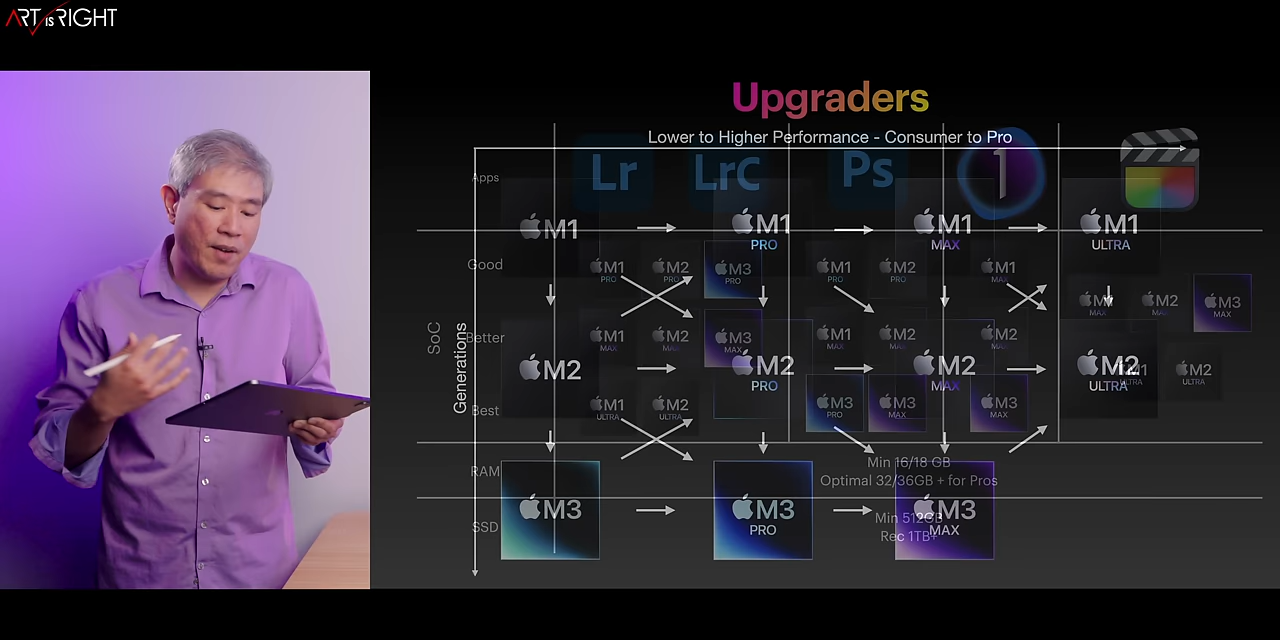 ART IS RIGHT
Upgraders
Lower to Higher Performance - Consumer to Pro
Apps
Lr
LrC
Ps
1
M1
M1
PRO
M1
MAX
M1
ULTRA
Good
M1
PRO
M2
PRO
M3
PRO
M1
PRO
M2
PRO
M1
MAX
M1
MAX
M2
MAX
M3
MAX
SoC
Generations
Better
M1
MAX
M2
MAX
M3
MAX
M1
MAX
M2
MAX
M2
MAX
M2
M2
PRO
M2
MAX
M2
ULTRA
M1
ULTRA
M2
ULTRA
Best
M1
ULTRA
M2
ULTRA
M3
PRO
M3
MAX
M3
MAX
RAM
Min 16/18 GB
Optimal 32/36GB + for Pros
M3
M3
PRO
M3
MAX
SSD
Min 512GB
Rec 1TB+